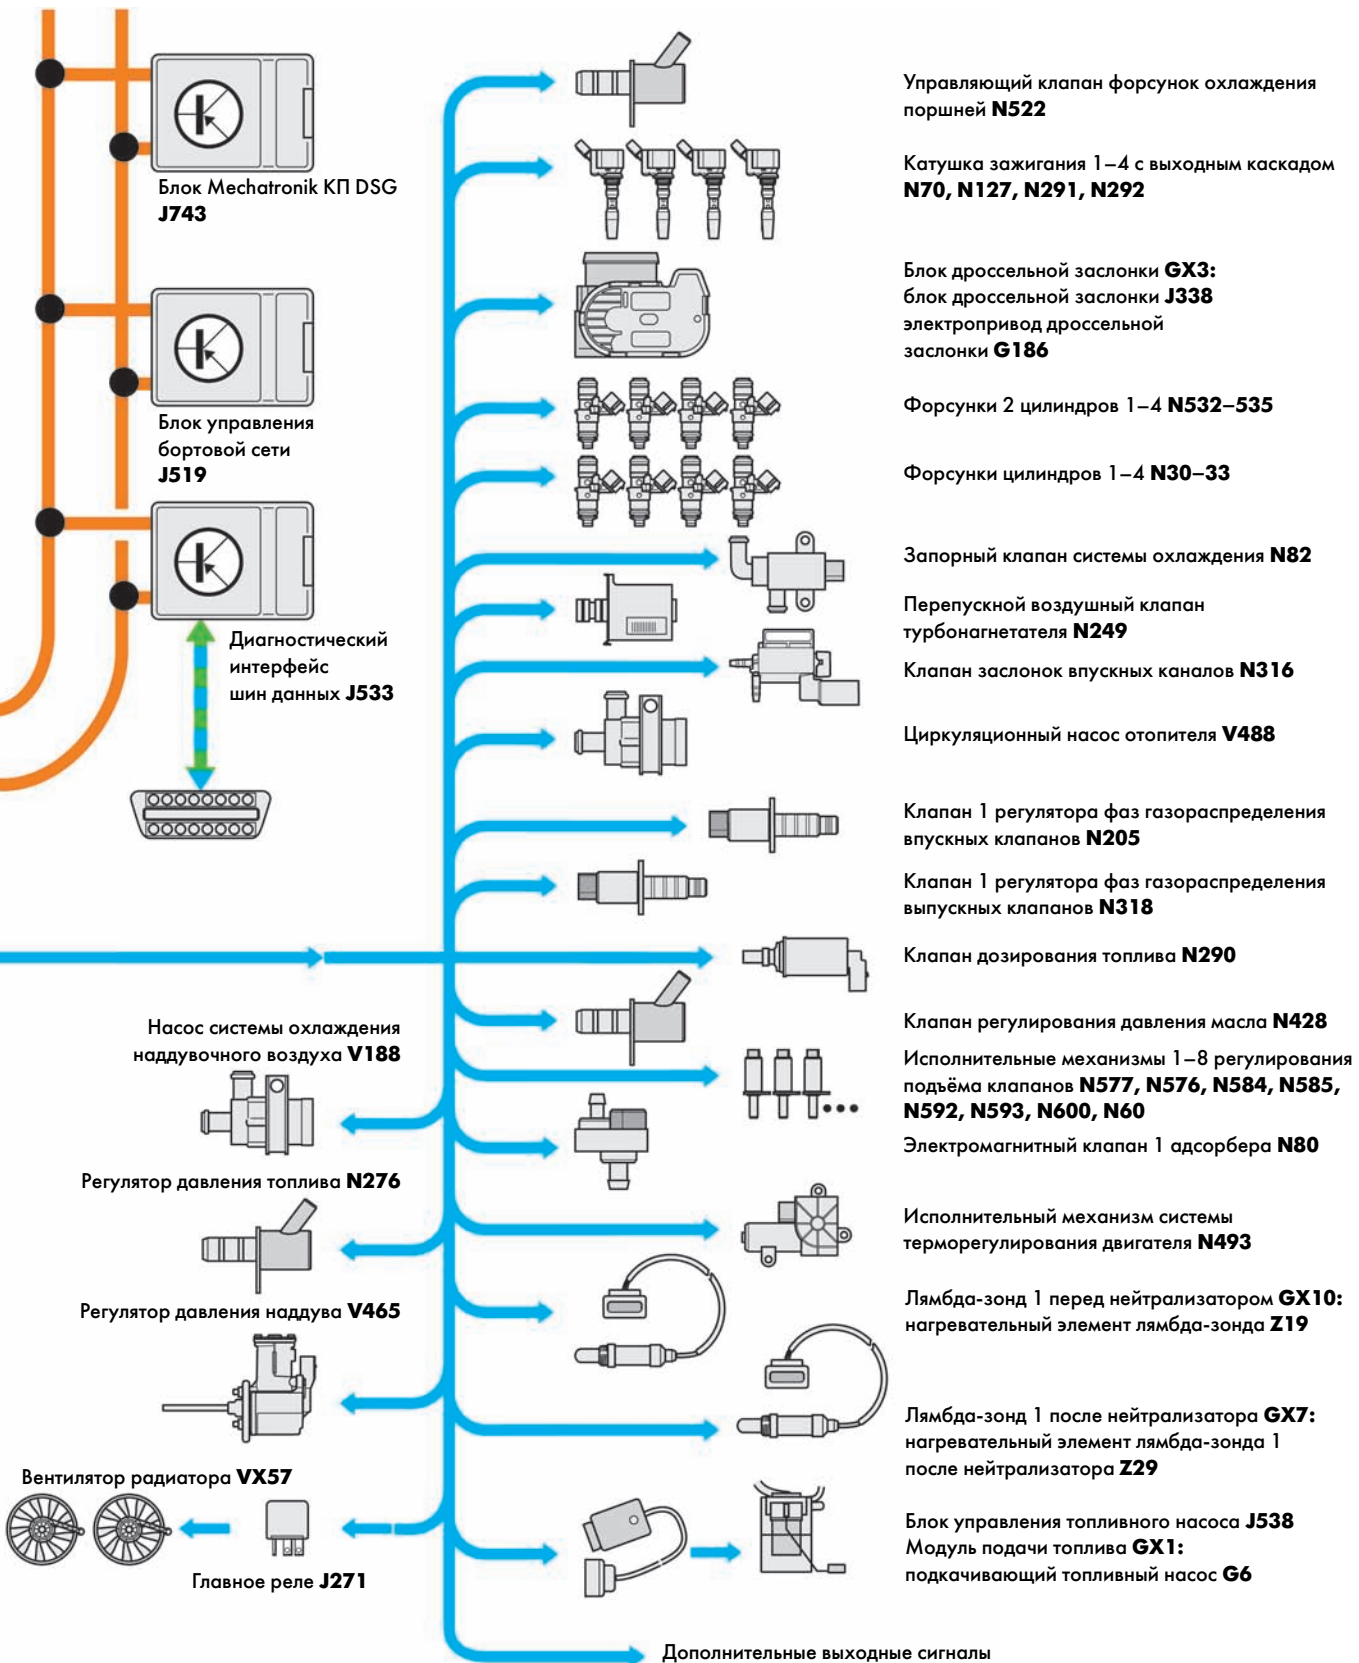 Блок Mechatronik КП DSG
J743
Блок управления
бортовой сети
J519
Диагностический
интерфейс
шин данных J533
Насос системы охлаждения
наддувочного воздуха V188
Регулятор давления топлива N276
Регулятор давления наддува V465
Вентилятор радиатора VX57
Главное реле J271
Управляющий клапан форсунок охлаждения
поршней N522
Катушка зажигания 1–4 с выходным каскадом
N70, N127, N291, N292
Блок дроссельной заслонки GX3:
блок дроссельной заслонки J338
электропривод дроссельной
заслонки G186
Форсунки 2 цилиндров 1–4 N532–535
Форсунки цилиндров 1–4 N30–33
Запорный клапан системы охлаждения N82
Перепускной воздушный клапан
турбонагнетателя N249
Клапан заслонок впускных каналов N316
Циркуляционный насос отопителя V488
Клапан 1 регулятора фаз газораспределения
впускных клапанов N205
Клапан 1 регулятора фаз газораспределения
выпускных клапанов N318
Клапан дозирования топлива N290
Клапан регулирования давления масла N428
Исполнительные механизмы 1–8 регулирования
подъёма клапанов N577, N576, N584, N585,
N592, N593, N600, N60
Электромагнитный клапан 1 адсорбера N80
Исполнительный механизм системы
терморегулирования двигателя N493
Лямбда-зонд 1 перед нейтрализатором GX10:
нагревательный элемент лямбда-зонда Z19
Лямбда-зонд 1 после нейтрализатора GX7:
нагревательный элемент лямбда-зонда 1
после нейтрализатора Z29
Блок управления топливного насоса J538
Модуль подачи топлива GX1:
подкачивающий топливный насос G6
Дополнительные выходные сигналы